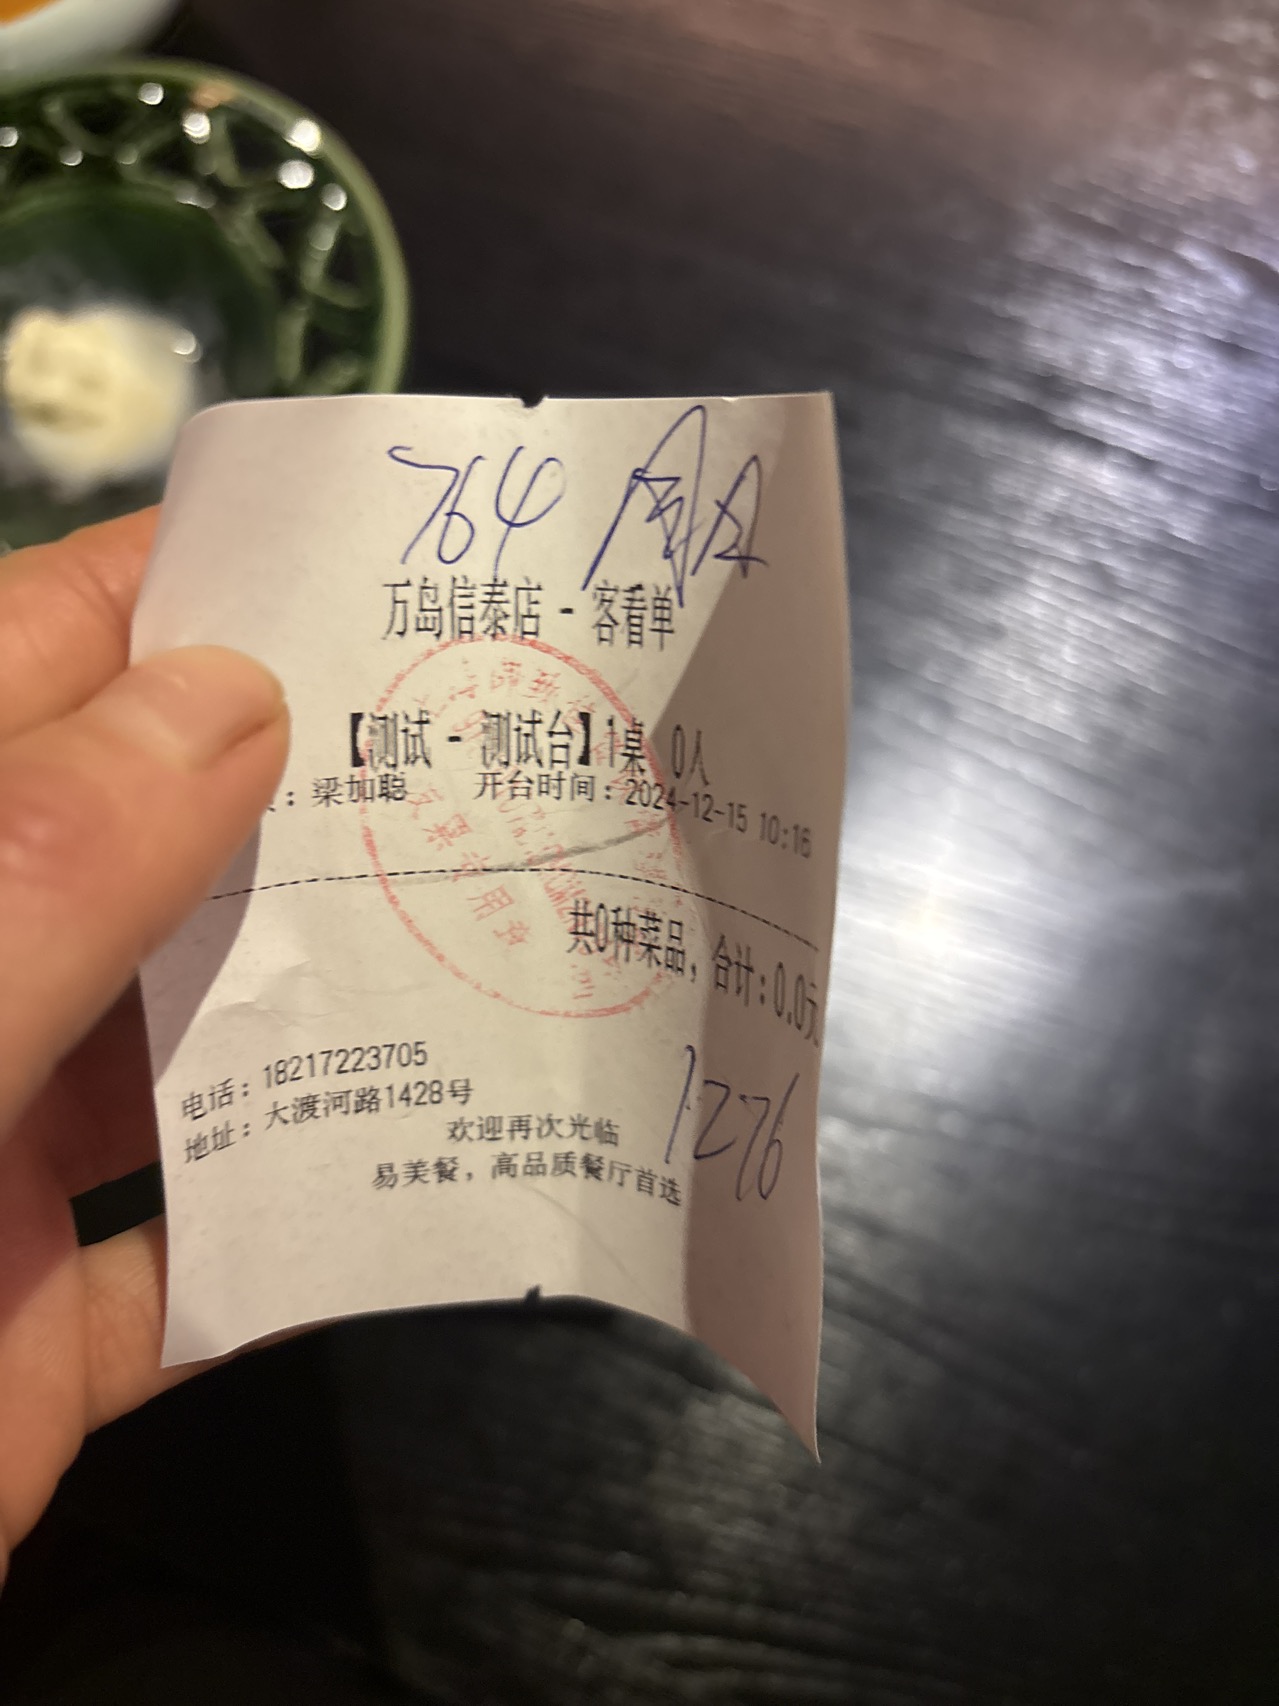 764
万岛信泰店 - 客看单
【测试 - 测试台】1桌 0人
: 梁加聪 开台时间: 2024-12-15 10:16
共0种菜品, 合计: 0.0元
电话: 18217223705
地址: 大渡河路1428号
1276
欢迎再次光临
易美餐, 高品质餐厅首选